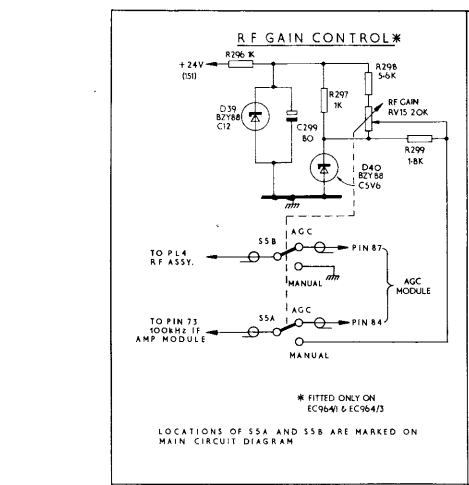 RF GAIN CONTROL*
R296 1K
+24V
(151)
R298
5·6K
R297
1K
RF GAIN
RV15 20K
D39
BZY88
C12
C299
80
R299
1·8K
D40
BZY88
C5V6
AGC
S5B
TO PL4
RF ASSY.
PIN 87
MANUAL
AGC
MODULE
AGC
S5A
TO PIN 73
100kHz IF
AMP MODULE
PIN 84
MANUAL
* FITTED ONLY ON
EC964/1 & EC964/3
LOCATIONS OF S5A AND S5B ARE MARKED ON
MAIN CIRCUIT DIAGRAM